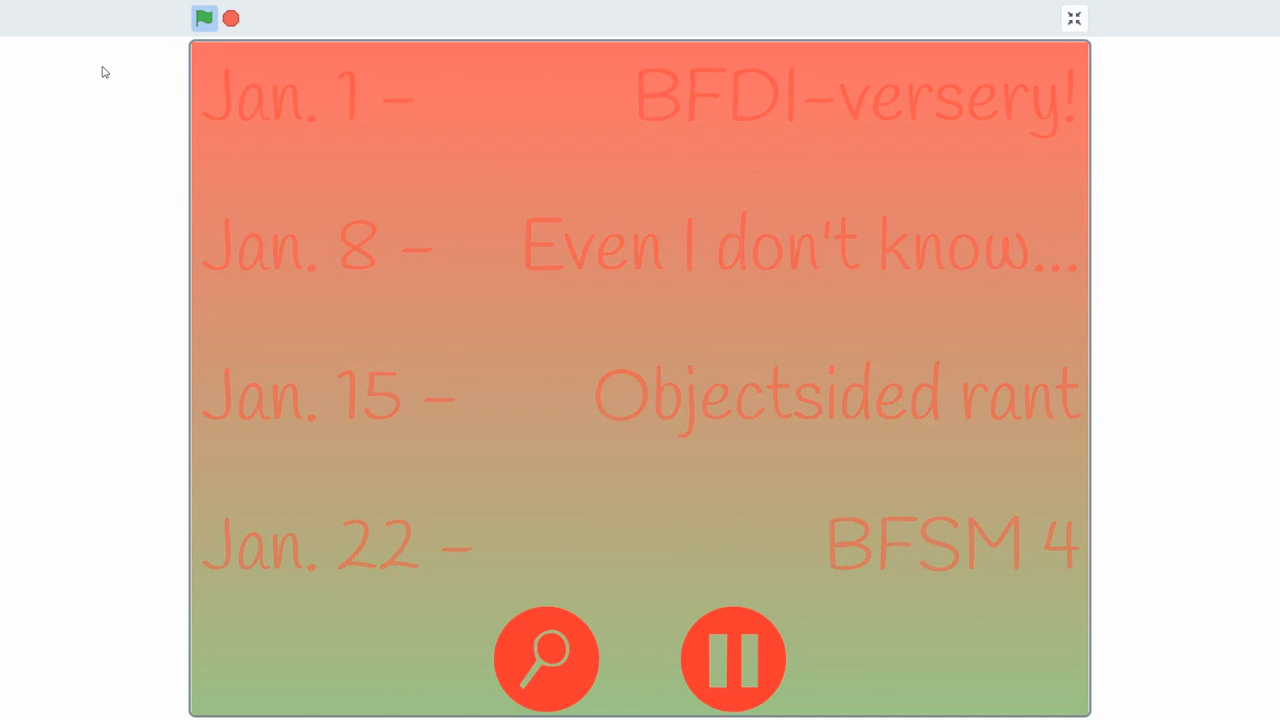 Jan. 1 - BFDI-versery!
Jan. 8 - Even I don't know...
Jan. 15 - Objectsided rant
Jan. 22 - BFSM 4